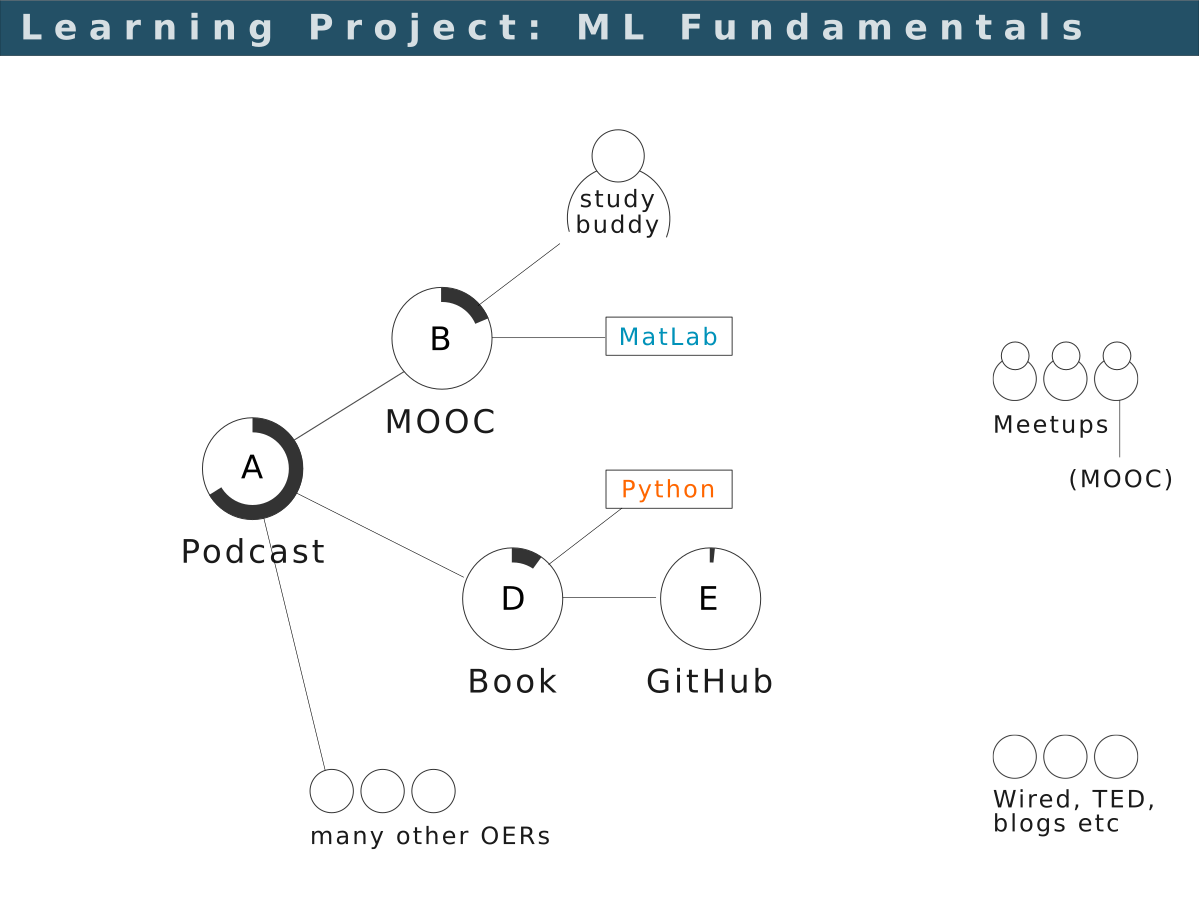 Learning Project: ML Fundamentals
study
buddy
B
MatLab
MOOC
Meetups
(MOOC)
A
Podcast
Python
D
E
Book
GitHub
many other OERs
Wired, TED,
blogs etc